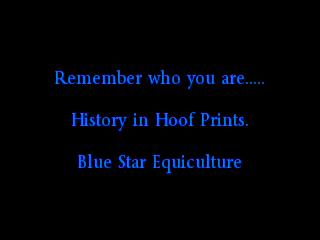 Remember who you are.....
History in Hoof Prints.
Blue Star Equiculture